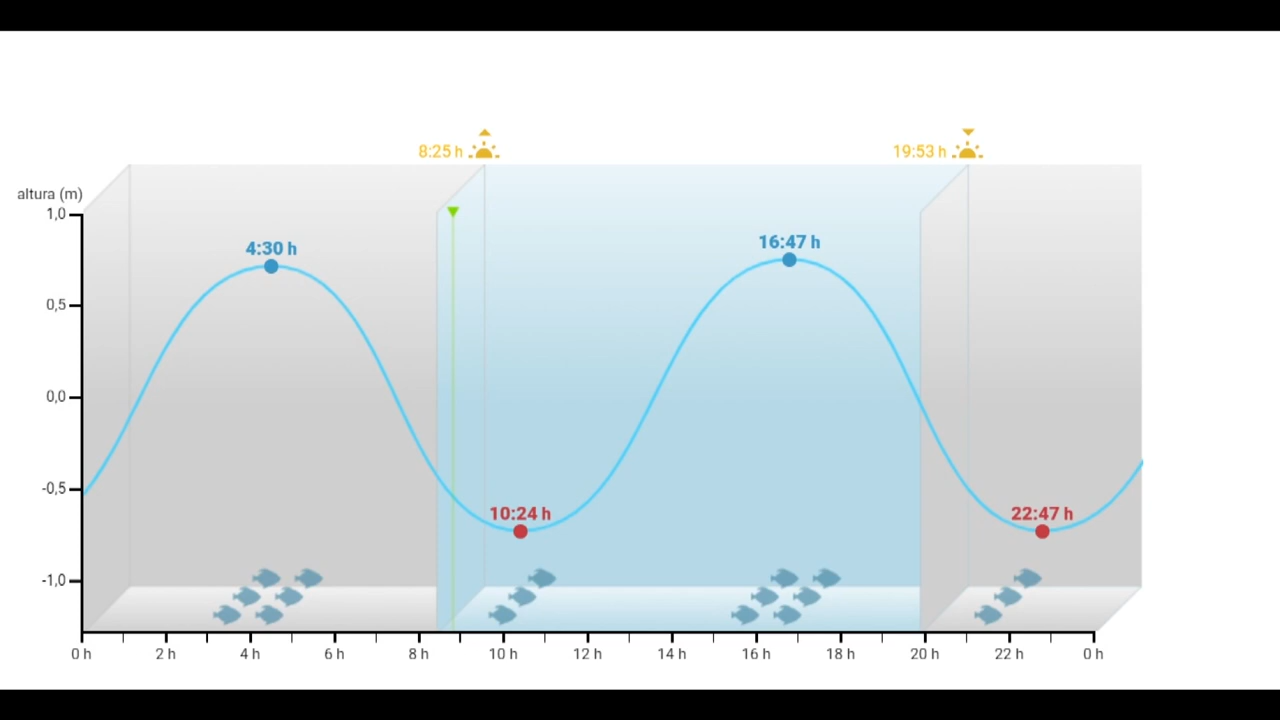 8:25 h
19:53 h
altura (m)
1,0
4:30 h
16:47 h
0,5
0,0
-0,5
10:24 h
22:47 h
-1,0
0 h 2 h 4 h 6 h 8 h 10 h 12 h 14 h 16 h 18 h 20 h 22 h 0 h